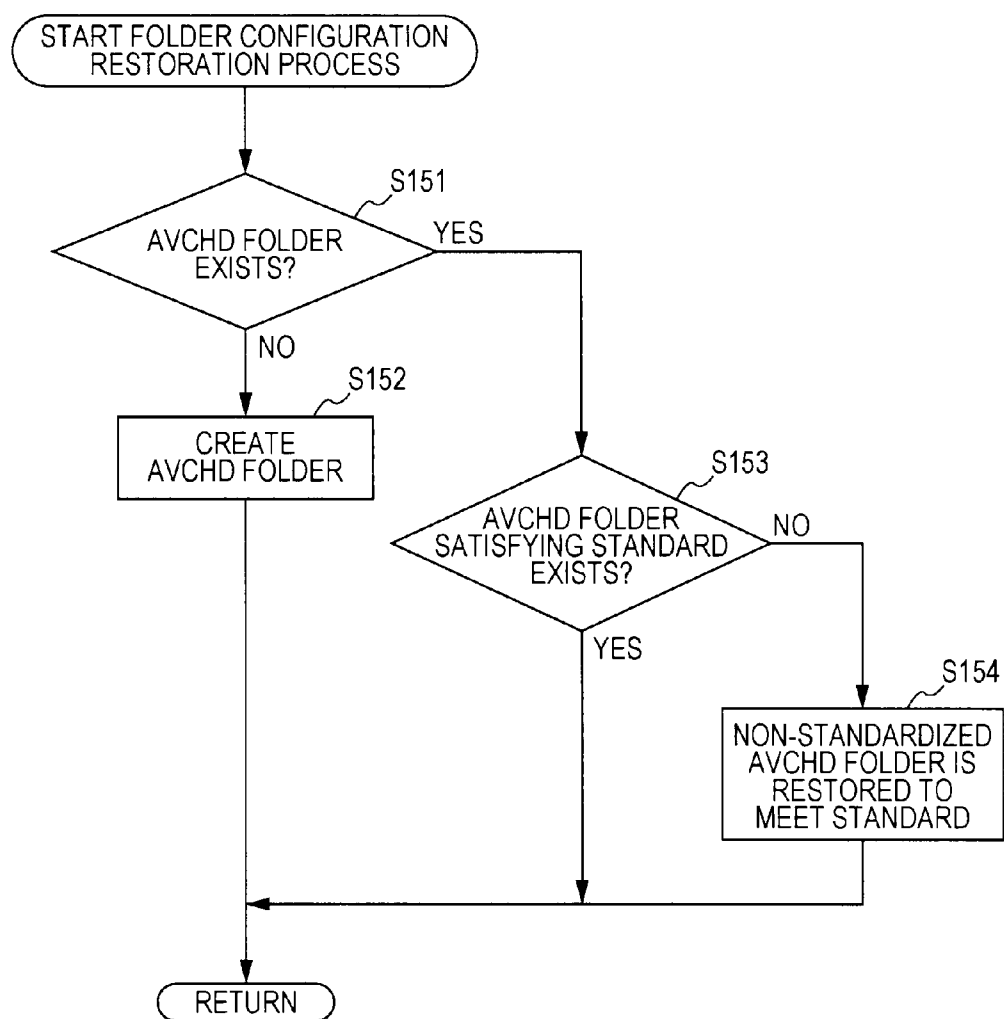 START FOLDER CONFIGURATION
RESTORATION PROCESS
S151
AVCHD FOLDER
EXISTS?
YES
NO
S152
CREATE
AVCHD FOLDER
S153
AVCHD FOLDER
SATISFYING STANDARD
EXISTS?
NO
YES
S154
NON-STANDARDIZED
AVCHD FOLDER IS
RESTORED TO
MEET STANDARD
RETURN